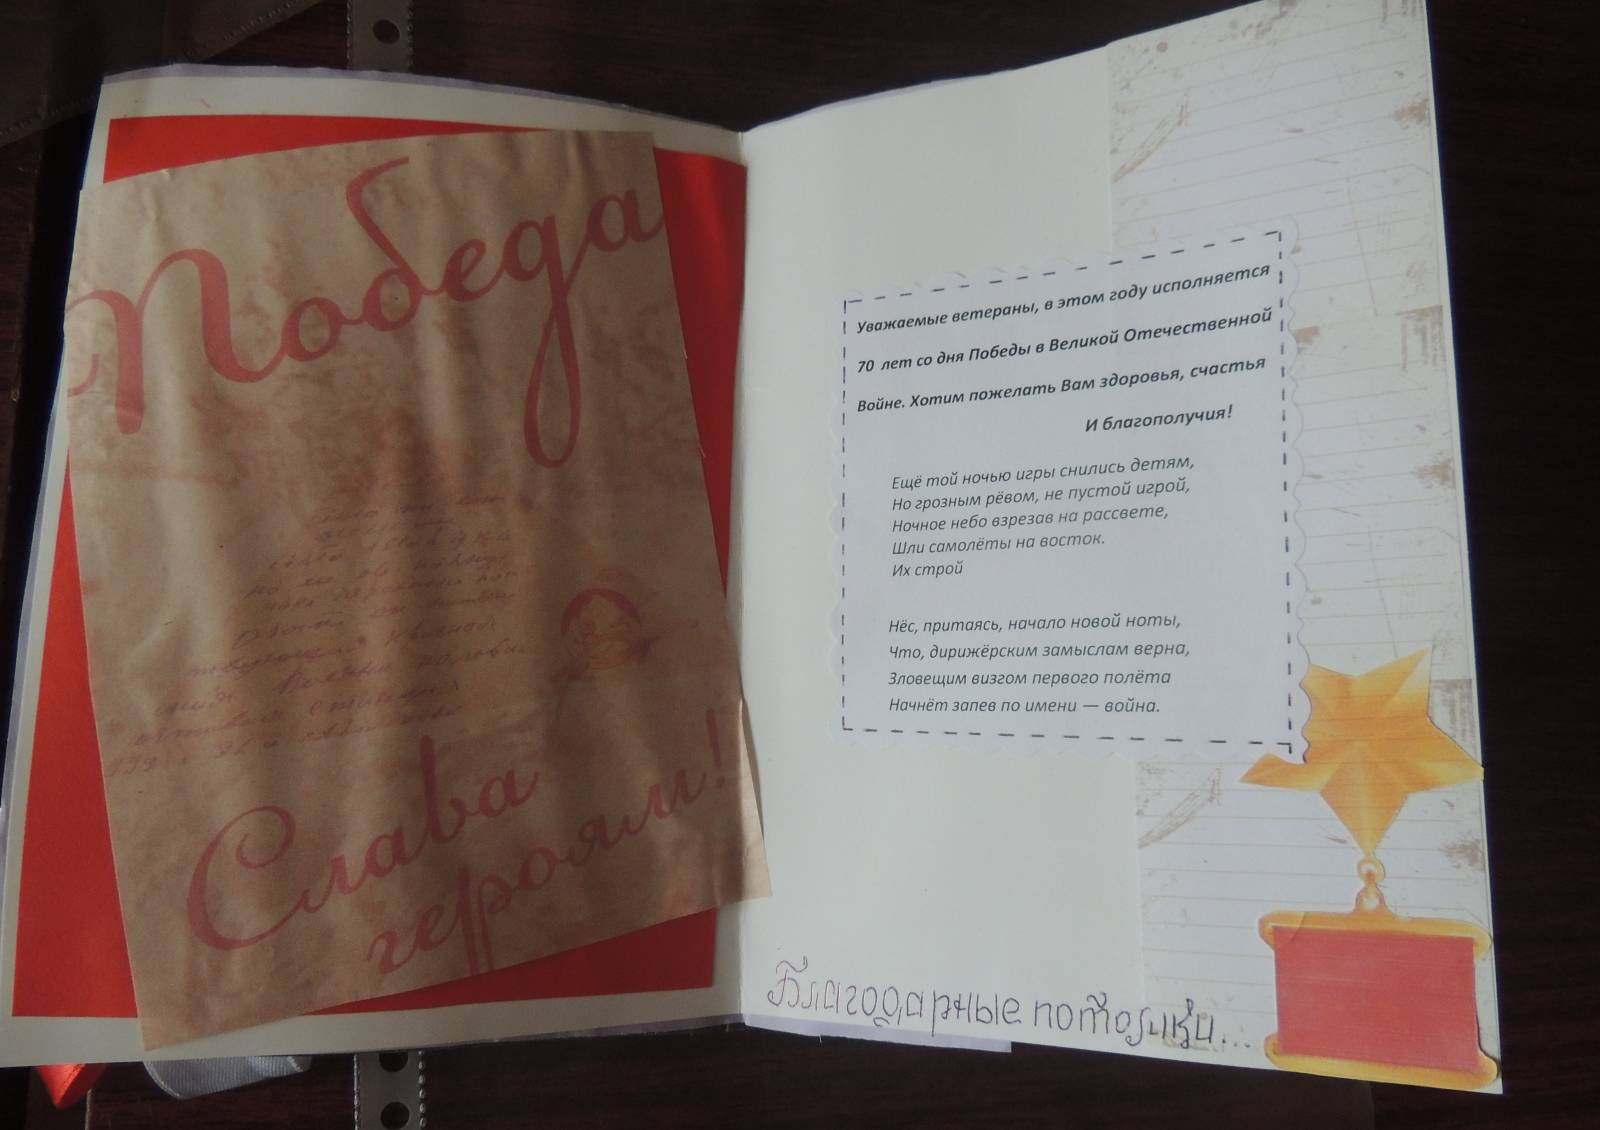 Победа
Слава
героям!
Уважаемые ветераны, в этом году исполняется
70 лет со дня Победы в Великой Отечественной
Войне. Хотим пожелать Вам здоровья, счастья
И благополучия!
Ещё той ночью игры снились детям,
Но грозным рёвом, не пустой игрой,
Ночное небо взрезав на рассвете,
Шли самолёты на восток.
Их строй
Нёс, притаясь, начало новой ноты,
Что, дирижёрским замыслам верна,
Зловещим визгом первого полёта
Начнёт запев по имени — война.
Благодарные потомки...